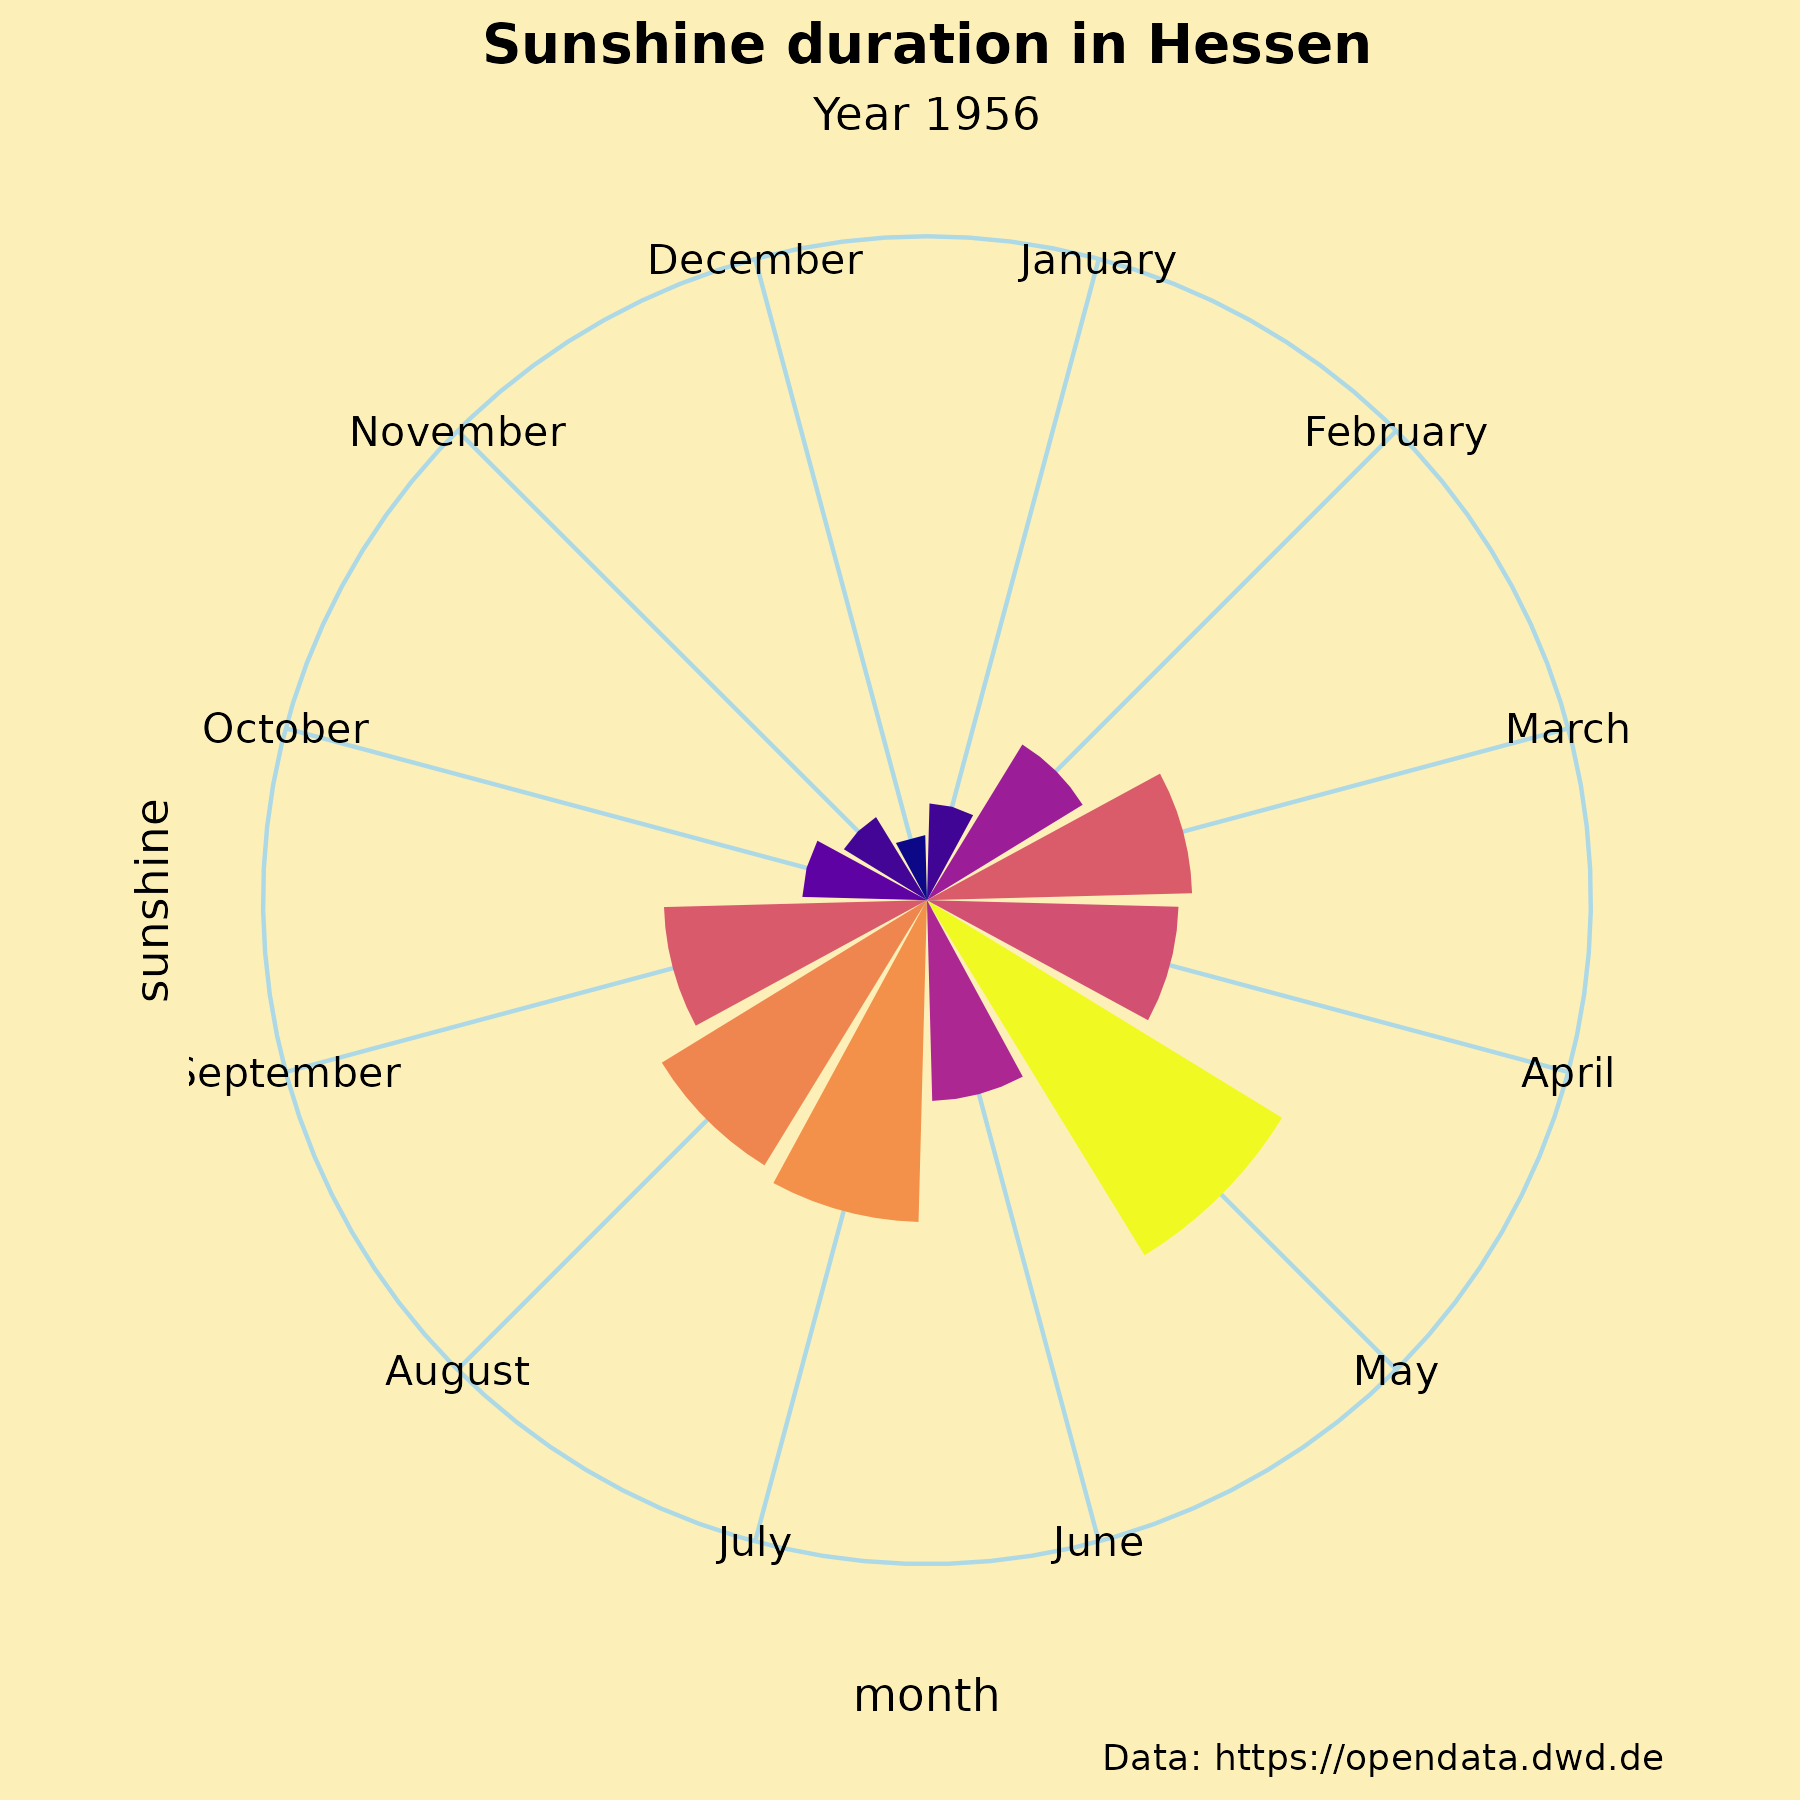 Sunshine duration in Hessen
Year 1956
December
January
November
February
October
March
sunshine
September
April
August
May
July
June
month
Data: https://opendata.dwd.de